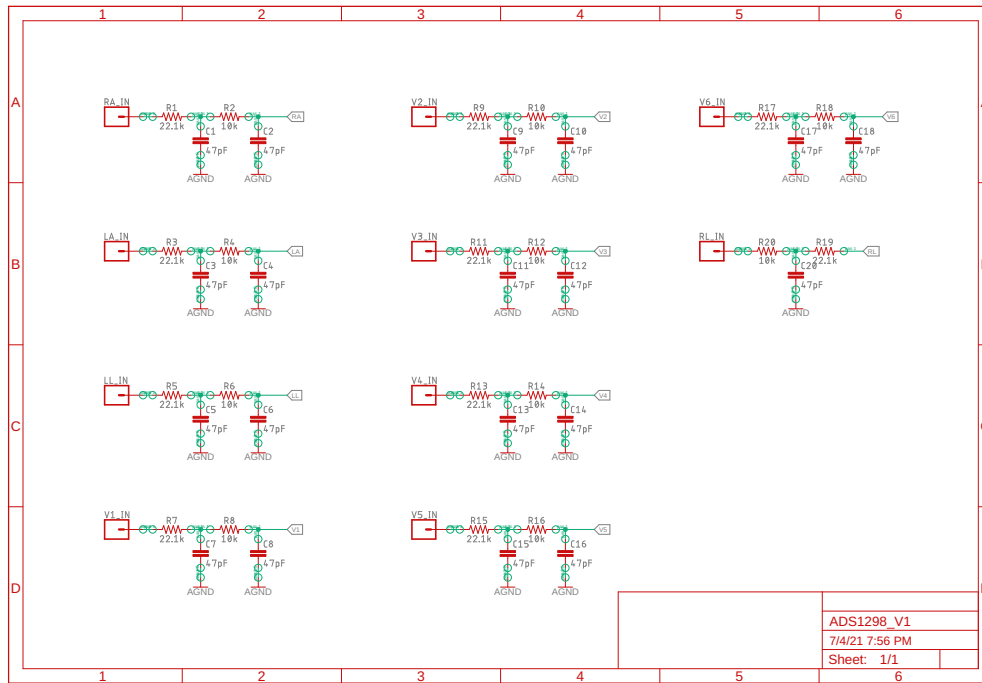 1 2 3 4 5 6
A
RA_IN R1 R2 RA
22.1k 10k
C1 C2
47pF 47pF
AGND AGND
V2_IN R9 R10 V2
22.1k 10k
C9 C10
47pF 47pF
AGND AGND
V6_IN R17 R18 V6
22.1k 10k
C17 C18
47pF 47pF
AGND AGND
B
LA_IN R3 R4 LA
22.1k 10k
C3 C4
47pF 47pF
AGND AGND
V3_IN R11 R12 V3
22.1k 10k
C11 C12
47pF 47pF
AGND AGND
RL_IN R20 R19 RL
10k 22.1k
C20
47pF
AGND
C
LL_IN R5 R6 LL
22.1k 10k
C5 C6
47pF 47pF
AGND AGND
V4_IN R13 R14 V4
22.1k 10k
C13 C14
47pF 47pF
AGND AGND
D
V1_IN R7 R8 V1
22.1k 10k
C7 C8
47pF 47pF
AGND AGND
V5_IN R15 R16 V5
22.1k 10k
C15 C16
47pF 47pF
AGND AGND
ADS1298_V1
7/4/21 7:56 PM
Sheet: 1/1
1 2 3 4 5 6